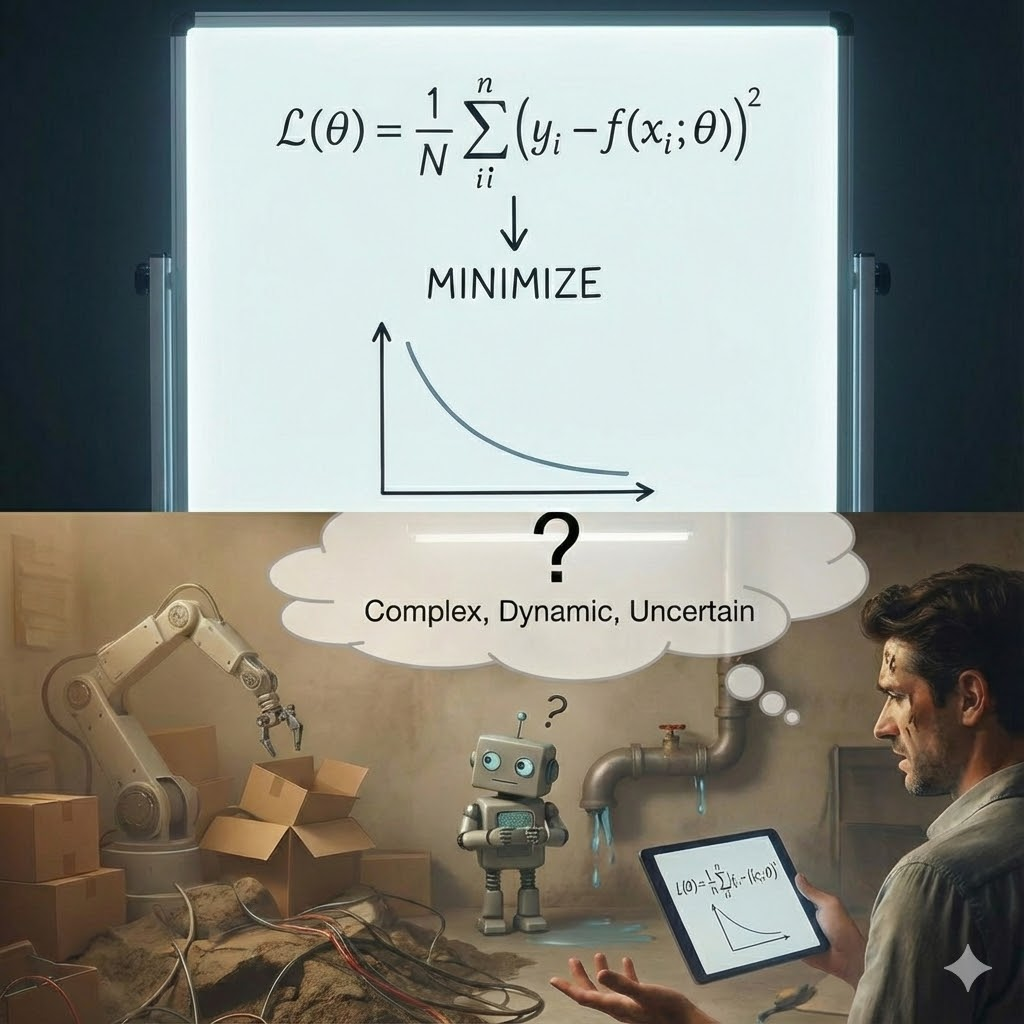 ℒ(θ) = 1/N ∑_{ii}^{n} (y_i − f(x_i; θ))²
↓
MINIMIZE
?
Complex, Dynamic, Uncertain
?